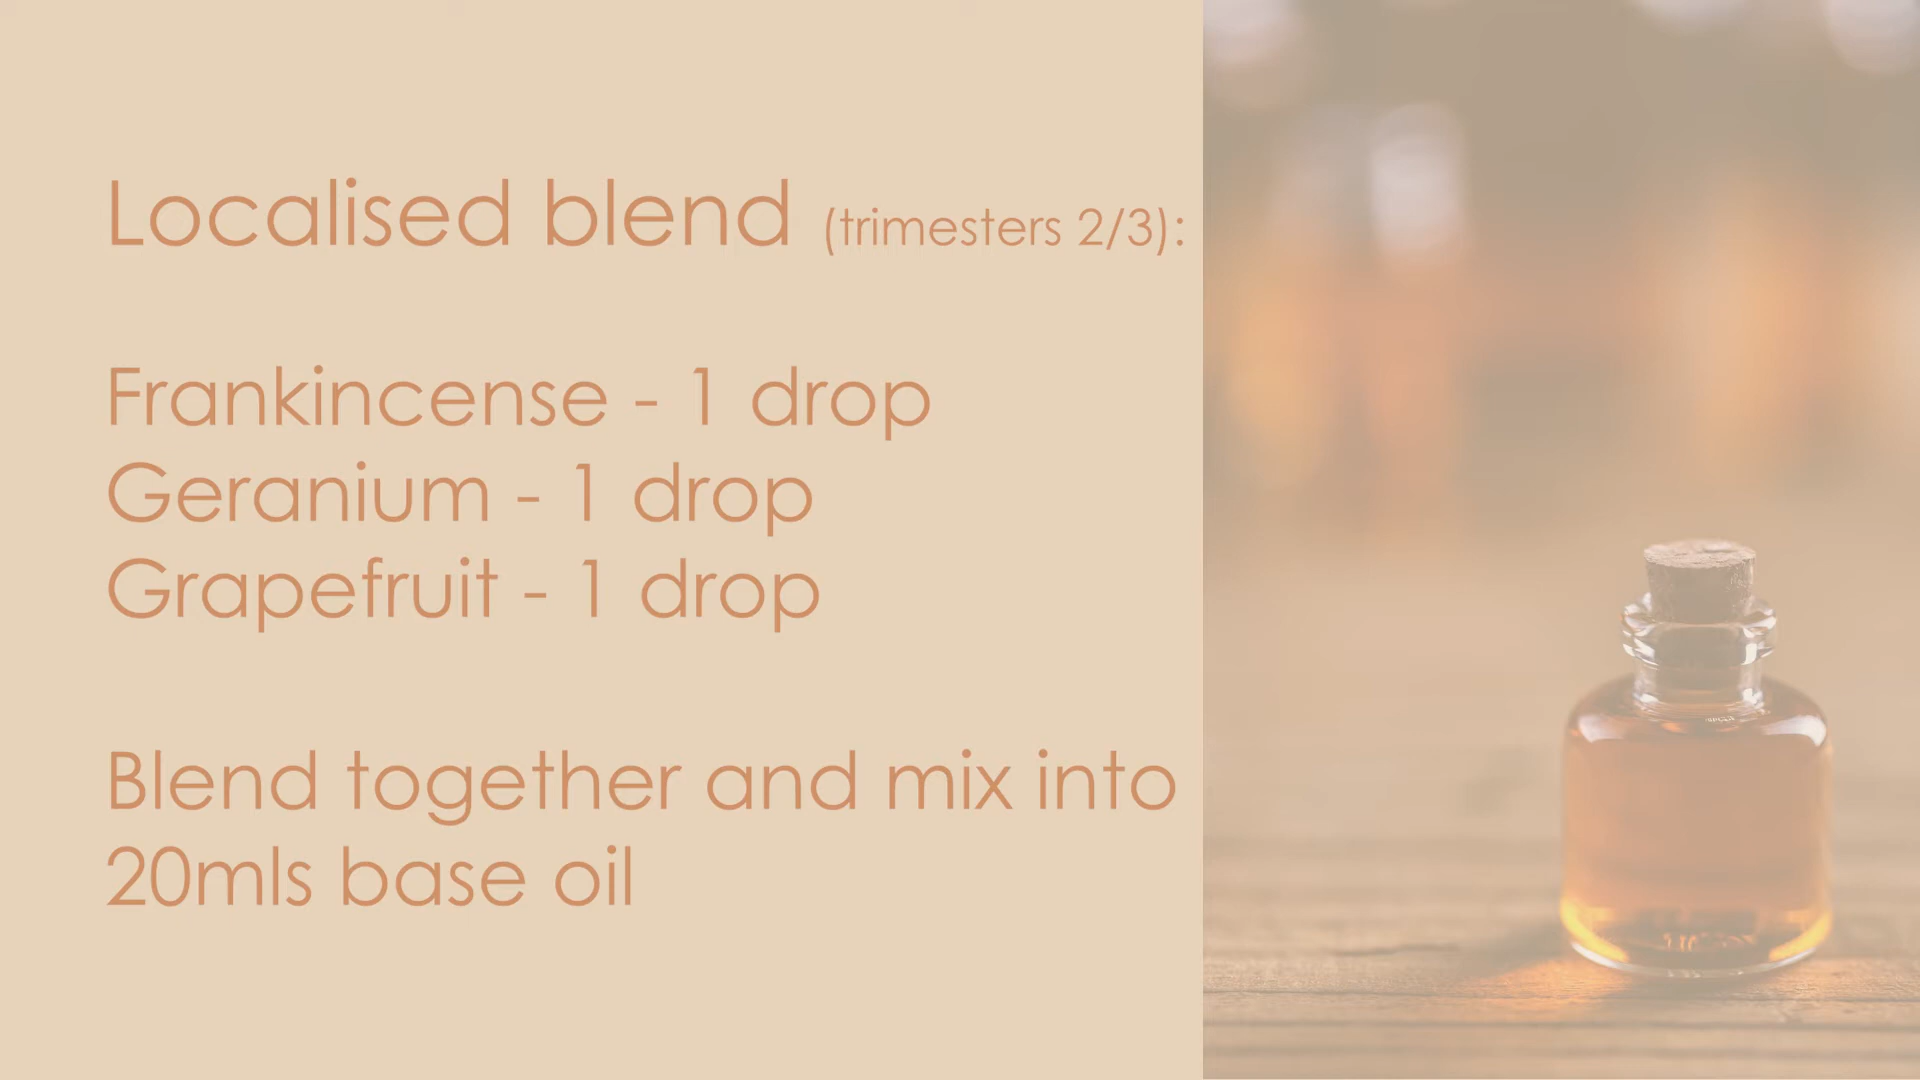 Localised blend (trimesters 2/3):
Frankincense - 1 drop
Geranium - 1 drop
Grapefruit - 1 drop
Blend together and mix into
20mls base oil